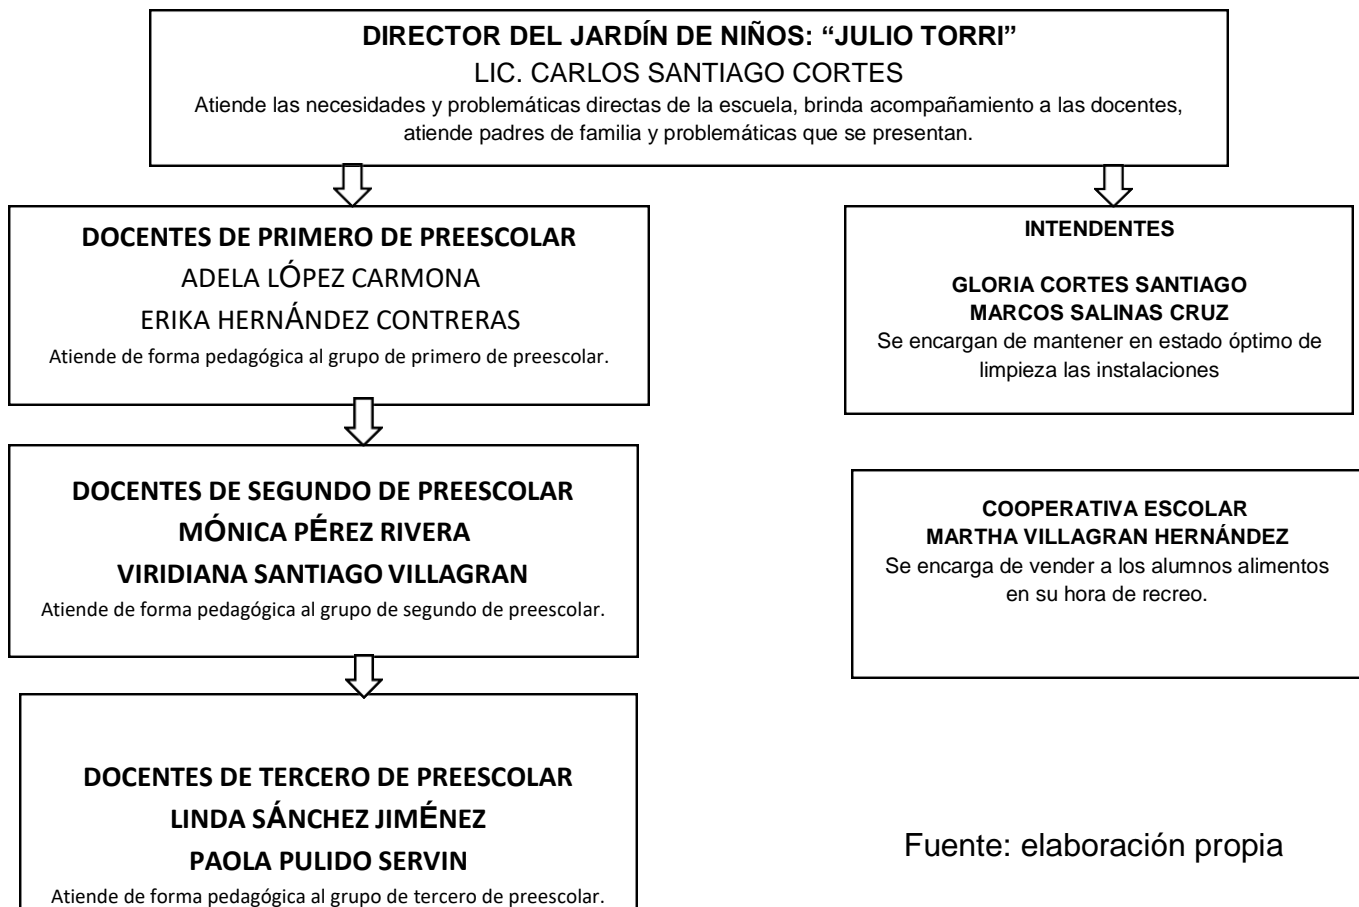 DIRECTOR DEL JARDÍN DE NIÑOS: “JULIO TORRI”
LIC. CARLOS SANTIAGO CORTES
Atiende las necesidades y problemáticas directas de la escuela, brinda acompañamiento a las docentes,
atiende padres de familia y problemáticas que se presentan.
DOCENTES DE PRIMERO DE PREESCOLAR
ADELA LÓPEZ CARMONA
ERIKA HERNÁNDEZ CONTRERAS
Atiende de forma pedagógica al grupo de primero de preescolar.
INTENDENTES
GLORIA CORTES SANTIAGO
MARCOS SALINAS CRUZ
Se encargan de mantener en estado óptimo de
limpieza las instalaciones
DOCENTES DE SEGUNDO DE PREESCOLAR
MÓNICA PÉREZ RIVERA
VIRIDIANA SANTIAGO VILLAGRAN
Atiende de forma pedagógica al grupo de segundo de preescolar.
COOPERATIVA ESCOLAR
MARTHA VILLAGRAN HERNÁNDEZ
Se encarga de vender a los alumnos alimentos
en su hora de recreo.
DOCENTES DE TERCERO DE PREESCOLAR
LINDA SÁNCHEZ JIMÉNEZ
PAOLA PULIDO SERVIN
Atiende de forma pedagógica al grupo de tercero de preescolar.
Fuente: elaboración propia